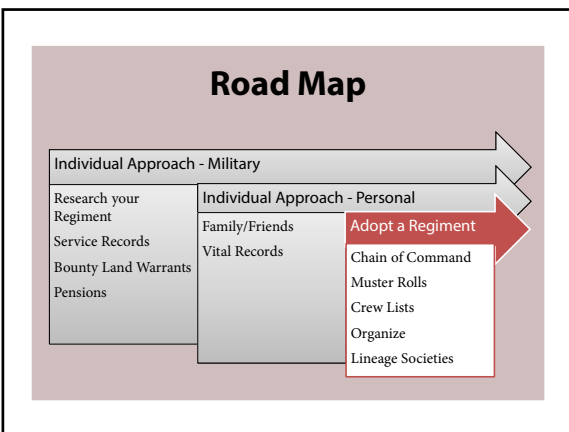 Road Map
Individual Approach - Military
Research your
Regiment
Service Records
Bounty Land Warrants
Pensions
Individual Approach - Personal
Family/Friends
Vital Records
Adopt a Regiment
Chain of Command
Muster Rolls
Crew Lists
Organize
Lineage Societies